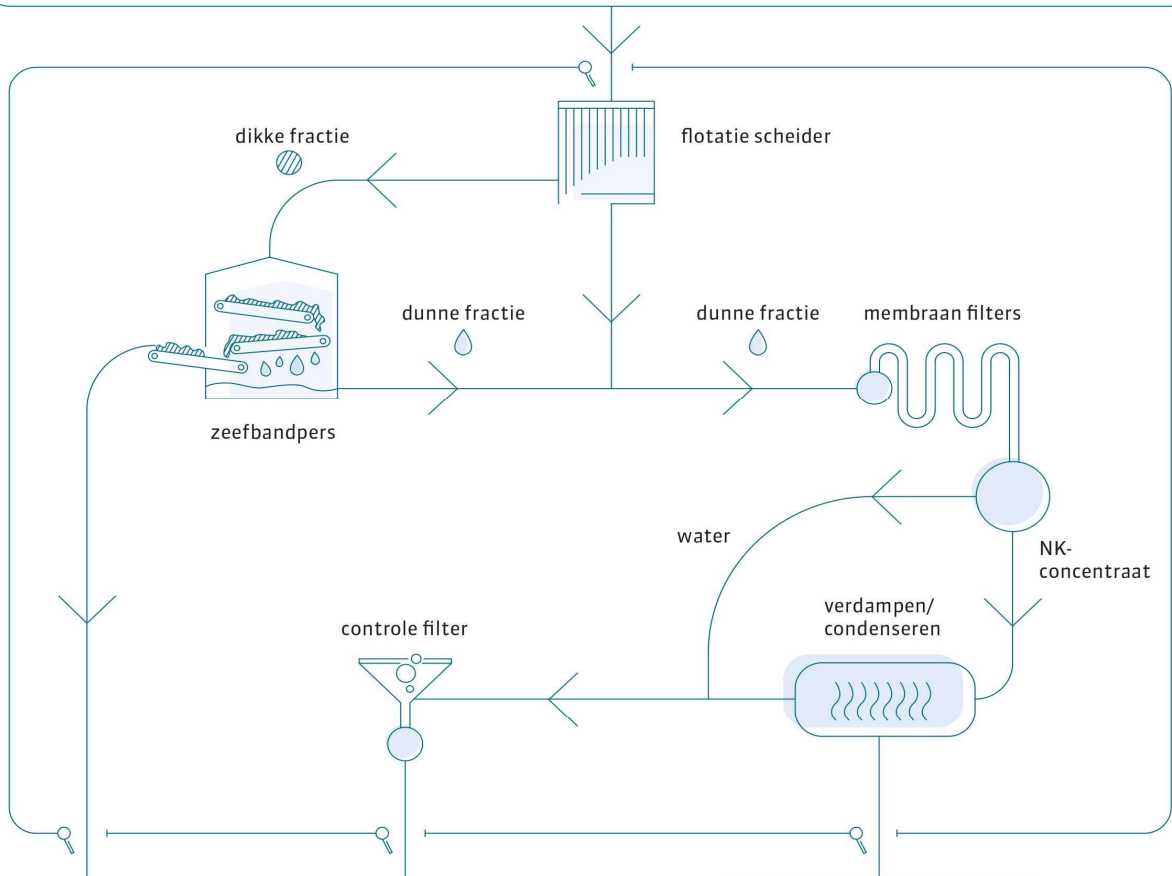 dikke fractie
flotatie scheider
dunne fractie
dunne fractie
membraan filters
zeefbandpers
water
NK-
concentraat
verdampen/
condenseren
controle filter